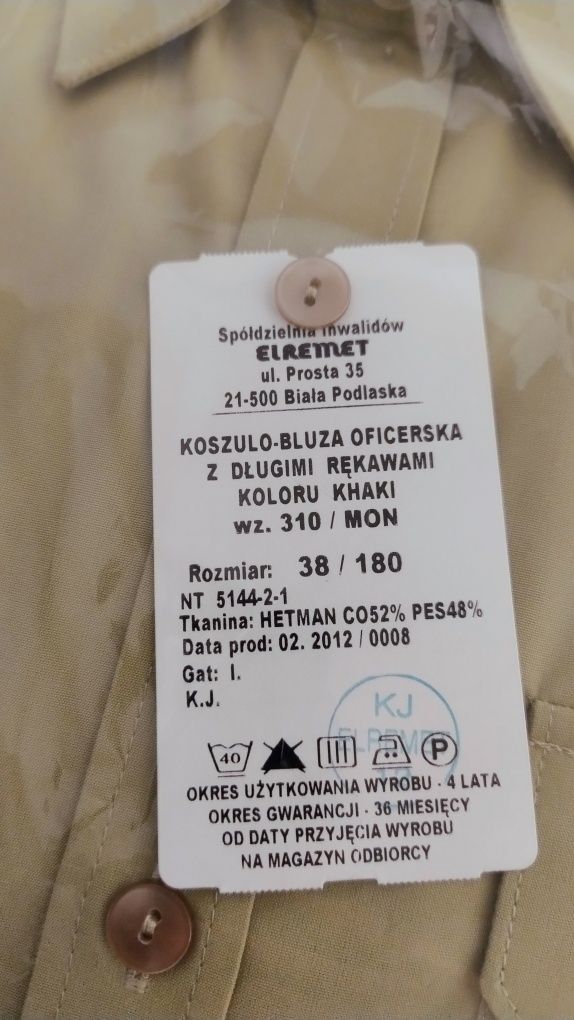 Spółdzielnia Inwalidów
ELREMET
ul. Prosta 35
21-500 Biała Podlaska
KOSZULO-BLUZA OFICERSKA
Z DŁUGIMI RĘKAWAMI
KOLORU KHAKI
wz. 310 / MON
Rozmiar: 38 / 180
NT 5144-2-1
Tkanina: HETMAN CO52% PES48%
Data prod: 02. 2012 / 0008
Gat: I.
K.J.
KJ
ELREMET
40
P
OKRES UŻYTKOWANIA WYROBU - 4 LATA
OKRES GWARANCJI - 36 MIESIĘCY
OD DATY PRZYJĘCIA WYROBU
NA MAGAZYN ODBIORCY